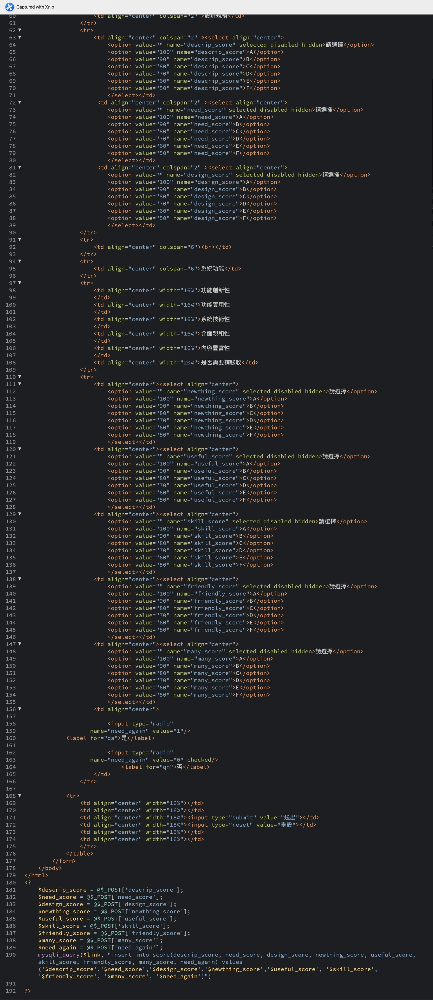 Captured with Xnip
60 <td align="center" colspan="2" >設計規格</td>
61 </tr>
62 <tr>
63 <td align="center" colspan="2" ><select align="center">
64 <option value="" name="descrip_score" selected disabled hidden>請選擇</option>
65 <option value="100" name="descrip_score">A</option>
66 <option value="90" name="descrip_score">B</option>
67 <option value="80" name="descrip_score">C</option>
68 <option value="70" name="descrip_score">D</option>
69 <option value="60" name="descrip_score">E</option>
70 <option value="50" name="descrip_score">F</option>
71 </select></td>
72 <td align="center" colspan="2" ><select align="center">
73 <option value="" name="need_score" selected disabled hidden>請選擇</option>
74 <option value="100" name="need_score">A</option>
75 <option value="90" name="need_score">B</option>
76 <option value="80" name="need_score">C</option>
77 <option value="70" name="need_score">D</option>
78 <option value="60" name="need_score">E</option>
79 <option value="50" name="need_score">F</option>
80 </select></td>
81 <td align="center" colspan="2" ><select align="center">
82 <option value="" name="design_score" selected disabled hidden>請選擇</option>
83 <option value="100" name="design_score">A</option>
84 <option value="90" name="design_score">B</option>
85 <option value="80" name="design_score">C</option>
86 <option value="70" name="design_score">D</option>
87 <option value="60" name="design_score">E</option>
88 <option value="50" name="design_score">F</option>
89 </select></td>
90 </tr>
91 <tr>
92 <td align="center" colspan="6"><br></td>
93 </tr>
94 <tr>
95 <td align="center" colspan="6">系統功能</td>
96 </tr>
97 <tr>
98 <td align="center" width="16%">功能創新性
99 </td>
100 <td align="center" width="16%">功能實用性
101 </td>
102 <td align="center" width="16%">系統技術性
103 </td>
104 <td align="center" width="16%">介面親和性
105 </td>
106 <td align="center" width="16%">內容豐富性
107 </td>
108 <td align="center" width="20%">是否需要補驗收</td>
109 </tr>
110 <tr>
111 <td align="center"><select align="center">
112 <option value="" name="newthing_score" selected disabled hidden>請選擇</option>
113 <option value="100" name="newthing_score">A</option>
114 <option value="90" name="newthing_score">B</option>
115 <option value="80" name="newthing_score">C</option>
116 <option value="70" name="newthing_score">D</option>
117 <option value="60" name="newthing_score">E</option>
118 <option value="50" name="newthing_score">F</option>
119 </select></td>
120 <td align="center"><select align="center">
121 <option value="" name="useful_score" selected disabled hidden>請選擇</option>
122 <option value="100" name="useful_score">A</option>
123 <option value="90" name="useful_score">B</option>
124 <option value="80" name="useful_score">C</option>
125 <option value="70" name="useful_score">D</option>
126 <option value="60" name="useful_score">E</option>
127 <option value="50" name="useful_score">F</option>
128 </select></td>
129 <td align="center"><select align="center">
130 <option value="" name="skill_score" selected disabled hidden>請選擇</option>
131 <option value="100" name="skill_score">A</option>
132 <option value="90" name="skill_score">B</option>
133 <option value="80" name="skill_score">C</option>
134 <option value="70" name="skill_score">D</option>
135 <option value="60" name="skill_score">E</option>
136 <option value="50" name="skill_score">F</option>
137 </select></td>
138 <td align="center"><select align="center">
139 <option value="" name="friendly_score" selected disabled hidden>請選擇</option>
140 <option value="100" name="friendly_score">A</option>
141 <option value="90" name="friendly_score">B</option>
142 <option value="80" name="friendly_score">C</option>
143 <option value="70" name="friendly_score">D</option>
144 <option value="60" name="friendly_score">E</option>
145 <option value="50" name="friendly_score">F</option>
146 </select></td>
147 <td align="center"><select align="center">
148 <option value="" name="many_score" selected disabled hidden>請選擇</option>
149 <option value="100" name="many_score">A</option>
150 <option value="90" name="many_score">B</option>
151 <option value="80" name="many_score">C</option>
152 <option value="70" name="many_score">D</option>
153 <option value="60" name="many_score">E</option>
154 <option value="50" name="many_score">F</option>
155 </select></td>
156 <td align="center">
157
158 <input type="radio"
159 name="need_again" value="1"/>
160 <label for="qa">是</label>
161
162 <input type="radio"
163 name="need_again" value="0" checked/>
164 <label for="qn">否</label>
165 </td>
166 </tr>
167
168 <tr>
169 <td align="center" width="16%"></td>
170 <td align="center" width="16%"></td>
171 <td align="center" width="18%"><input type="submit" value="送出"></td>
172 <td align="center" width="18%"><input type="reset" value="重設"></td>
173 <td align="center" width="16%"></td>
174 <td align="center" width="16%"></td>
175 </tr>
176 </table>
177 </form>
178 </body>
179 </html>
180 <?
181 $descrip_score = @$_POST['descrip_score'];
182 $need_score = @$_POST['need_score'];
183 $design_score = @$_POST['design_score'];
184 $newthing_score = @$_POST['newthing_score'];
185 $useful_score = @$_POST['useful_score'];
186 $skill_score = @$_POST['skill_score'];
187 $friendly_score = @$_POST['friendly_score'];
188 $many_score = @$_POST['many_score'];
189 $need_again = @$_POST['need_again'];
190 mysqli_query($link, "insert into score(descrip_score, need_score, design_score, newthing_score, useful_score,
skill_score, friendly_score, many_score, need_again) values
('$descrip_score','$need_score','$design_score','$newthing_score','$useful_score', '$skill_score',
'$friendly_score', '$many_score', '$need_again')")
191
192 ?>